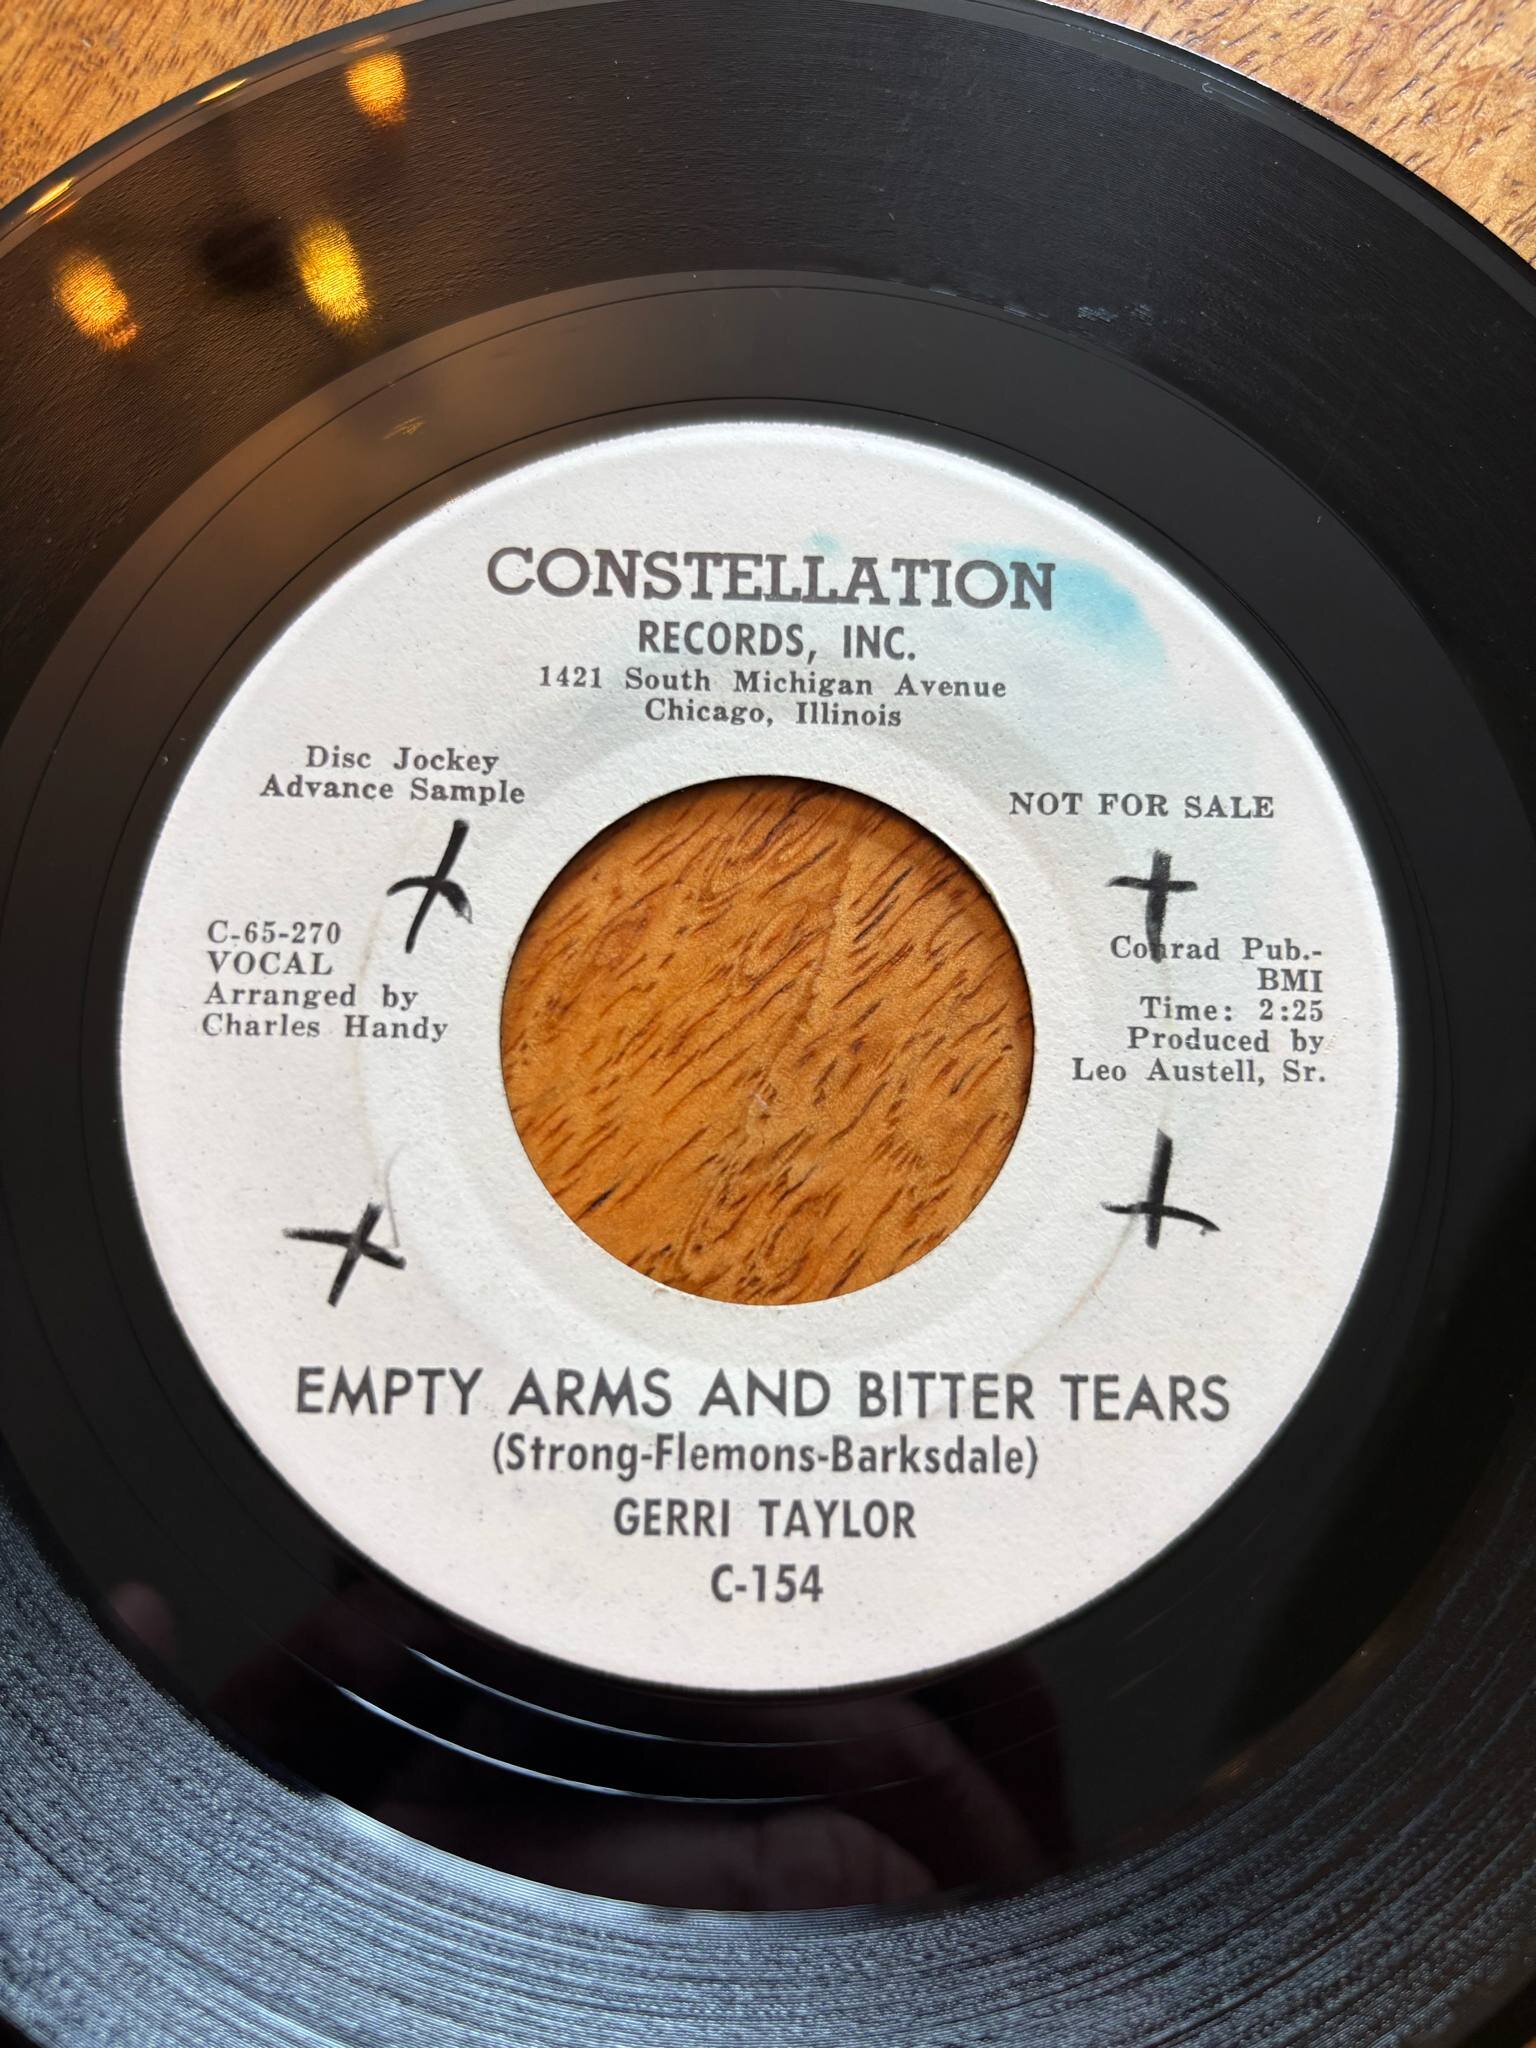 CONSTELLATION
RECORDS, INC.
1421 South Michigan Avenue
Chicago, Illinois
Disc Jockey
Advance Sample
NOT FOR SALE
C-65-270
VOCAL
Arranged by
Charles Handy
Conrad Pub.-
BMI
Time: 2:25
Produced by
Leo Austell, Sr.
EMPTY ARMS AND BITTER TEARS
(Strong-Flemons-Barksdale)
GERRI TAYLOR
C-154